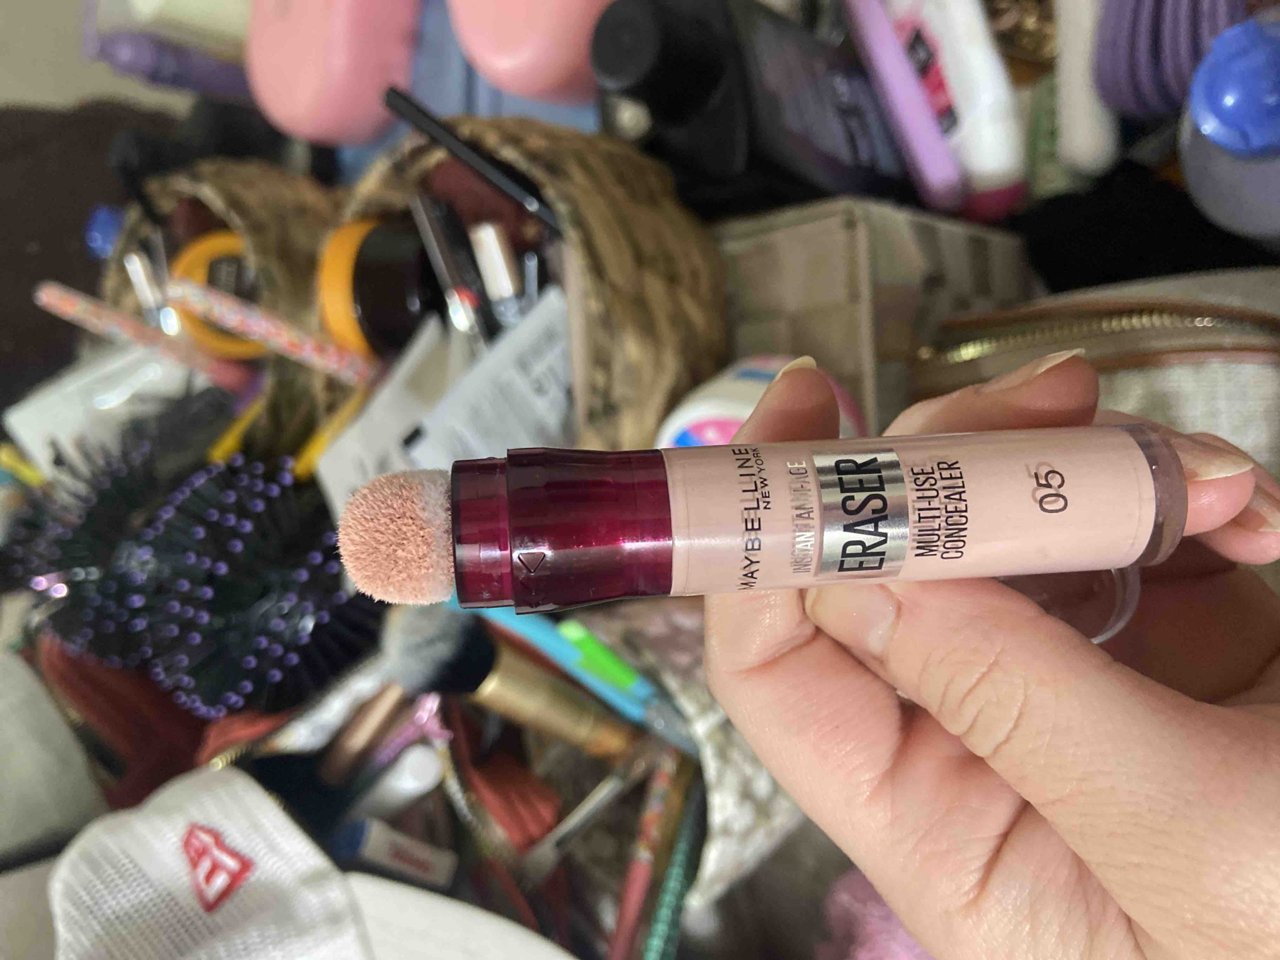 MAYBELLINE
NEW YORK
INSTANT ANTI-AGE
ERASER
MULTI-USE
CONCEALER
05